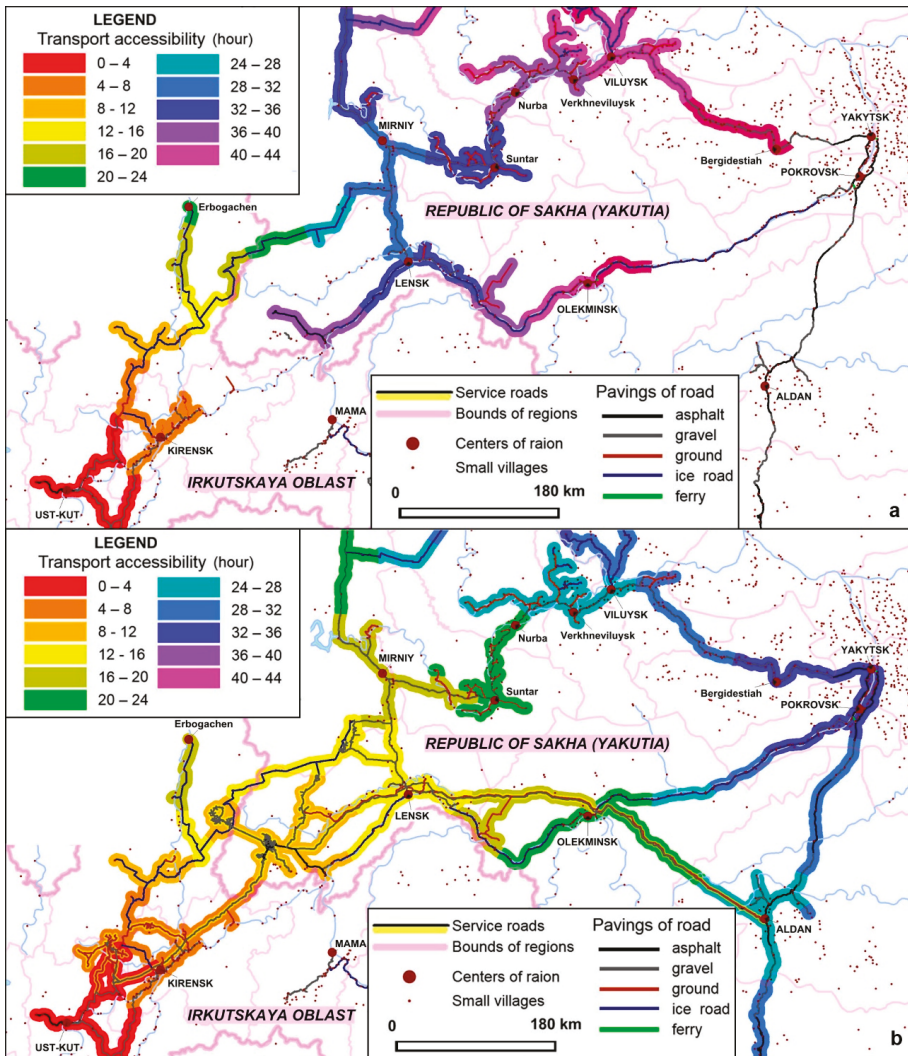 LEGEND
Transport accessibility (hour)
0 – 4
4 – 8
8 – 12
12 - 16
16 – 20
20 – 24
24 – 28
28 – 32
32 – 36
36 – 40
40 – 44
VILUYSK
Nurba
Verkhneviluysk
YAKYTSK
MIRNIY
Bergidestiah
Suntar
POKROVSK
Erbogachen
REPUBLIC OF SAKHA (YAKUTIA)
LENSK
OLEKMINSK
ALDAN
MAMA
KIRENSK
IRKUTSKAYA OBLAST
UST-KUT
Service roads
Bounds of regions
Centers of raion
Small villages
0 180 km
Pavings of road
asphalt
gravel
ground
ice road
ferry
a
LEGEND
Transport accessibility (hour)
0 – 4
4 – 8
8 - 12
12 – 16
16 – 20
20 – 24
24 – 28
28 – 32
32 – 36
36 – 40
40 – 44
VILUYSK
Nurba
Verkhneviluysk
YAKYTSK
MIRNIY
Bergidestiah
Suntar
POKROVSK
Erbogachen
REPUBLIC OF SAKHA (YAKUTIA)
LENSK
OLEKMINSK
ALDAN
MAMA
KIRENSK
IRKUTSKAYA OBLAST
UST-KUT
Service roads
Bounds of regions
Centers of raion
Small villages
0 180 km
Pavings of road
asphalt
gravel
ground
ice road
ferry
b